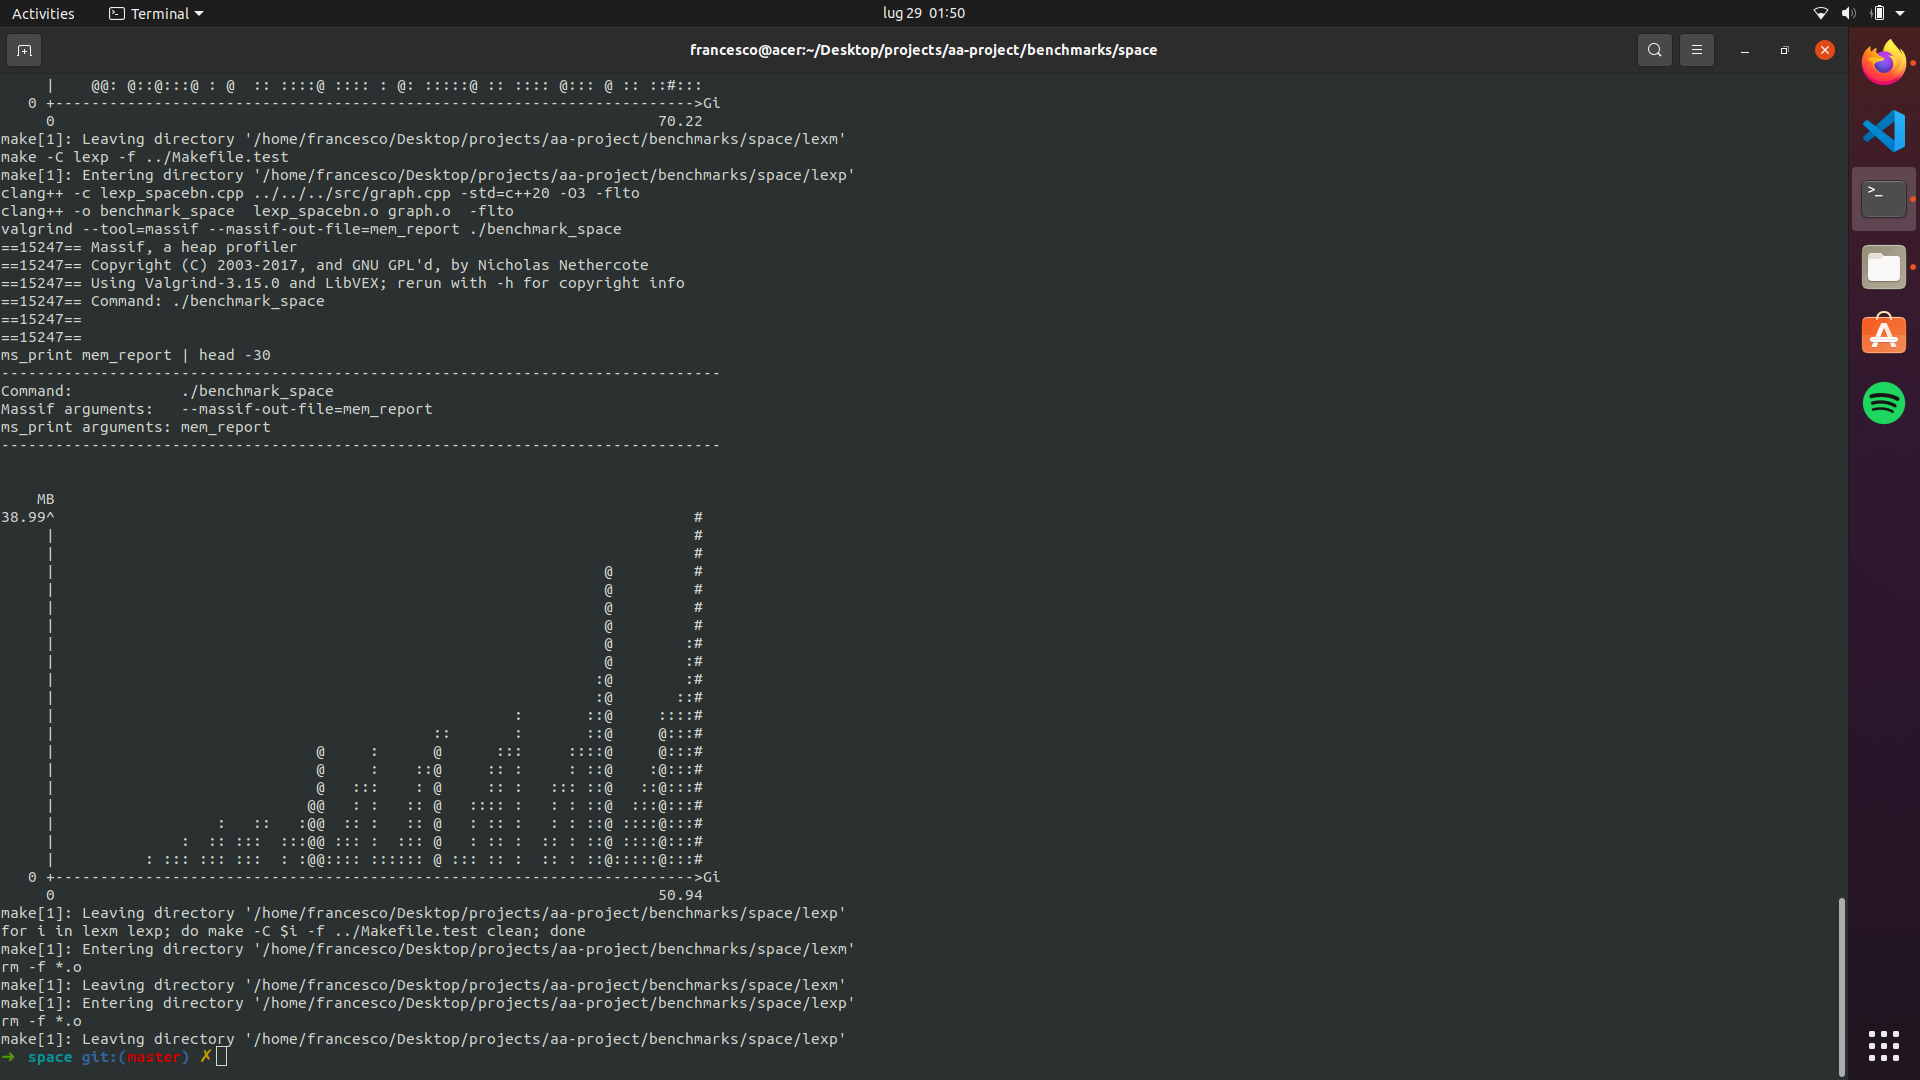 Activities Terminal lug 29 01:50
francesco@acer:~/Desktop/projects/aa-project/benchmarks/space
     |    @@: @::@:::@ : @  :: ::::@ :::: : @: :::::@ :: :::: @::: @ :: ::#:::
   0 +----------------------------------------------------------------------->Gi
     0                                                                   70.22
make[1]: Leaving directory '/home/francesco/Desktop/projects/aa-project/benchmarks/space/lexm'
make -C lexp -f ../Makefile.test
make[1]: Entering directory '/home/francesco/Desktop/projects/aa-project/benchmarks/space/lexp'
clang++ -c lexp_spacebn.cpp ../../../src/graph.cpp -std=c++20 -O3 -flto
clang++ -o benchmark_space  lexp_spacebn.o graph.o  -flto
valgrind --tool=massif --massif-out-file=mem_report ./benchmark_space
==15247== Massif, a heap profiler
==15247== Copyright (C) 2003-2017, and GNU GPL'd, by Nicholas Nethercote
==15247== Using Valgrind-3.15.0 and LibVEX; rerun with -h for copyright info
==15247== Command: ./benchmark_space
==15247==
==15247==
ms_print mem_report | head -30
--------------------------------------------------------------------------------
Command:            ./benchmark_space
Massif arguments:   --massif-out-file=mem_report
ms_print arguments: mem_report
--------------------------------------------------------------------------------
    MB
38.99^                                                                       #
     |                                                                       #
     |                                                                       #
     |                                                             @         #
     |                                                             @         #
     |                                                             @         #
     |                                                             @         #
     |                                                             @        :#
     |                                                             @        :#
     |                                                            :@        :#
     |                                                            :@       ::#
     |                                                   :       ::@     ::::#
     |                                          ::       :       ::@     @:::#
     |                             @     :      @      :::     ::::@     @:::#
     |                             @     :    ::@     :: :     : ::@    :@:::#
     |                             @   :::    : @     :: :   ::: ::@   ::@:::#
     |                            @@   : :   :: @   :::: :   : : ::@  :::@:::#
     |                  :   ::   :@@  :: :   :: @   : :: :   : : ::@ ::::@:::#
     |              :  :: :::  :::@@ ::: :  ::: @   : :: :  :: : ::@ ::::@:::#
     |          : ::: ::: :::  : :@@:::: :::::: @ ::: :: :  :: : ::@:::::@:::#
   0 +----------------------------------------------------------------------->Gi
     0                                                                   50.94
make[1]: Leaving directory '/home/francesco/Desktop/projects/aa-project/benchmarks/space/lexp'
for i in lexm lexp; do make -C $i -f ../Makefile.test clean; done
make[1]: Entering directory '/home/francesco/Desktop/projects/aa-project/benchmarks/space/lexm'
rm -f *.o
make[1]: Leaving directory '/home/francesco/Desktop/projects/aa-project/benchmarks/space/lexm'
make[1]: Entering directory '/home/francesco/Desktop/projects/aa-project/benchmarks/space/lexp'
rm -f *.o
make[1]: Leaving directory '/home/francesco/Desktop/projects/aa-project/benchmarks/space/lexp'
➜  space git:(master) ✗